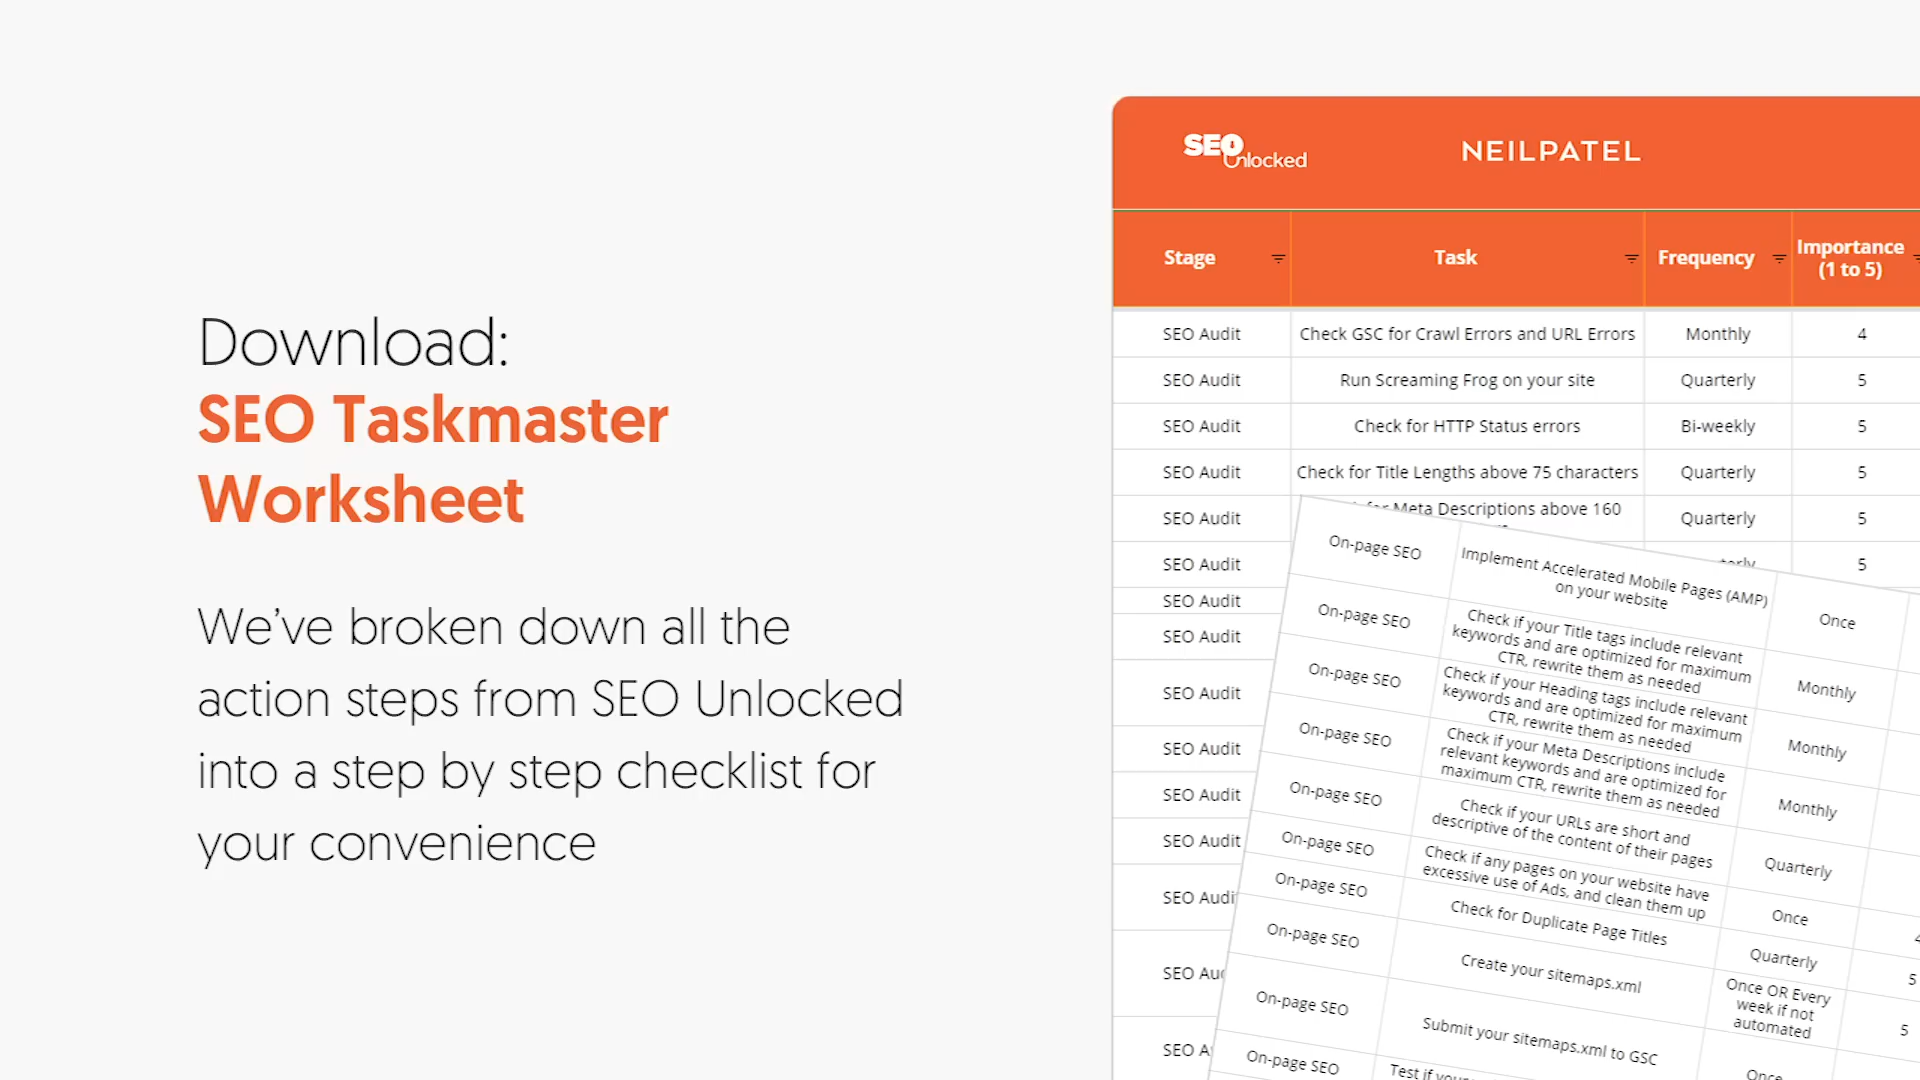 Download:
SEO Taskmaster
Worksheet
We've broken down all the
action steps from SEO Unlocked
into a step by step checklist for
your convenience
SEO Unlocked
NEILPATEL
Stage Task Frequency Importance
(1 to 5)
SEO Audit Check GSC for Crawl Errors and URL Errors Monthly 4
SEO Audit Run Screaming Frog on your site Quarterly 5
SEO Audit Check for HTTP Status errors Bi-weekly 5
SEO Audit Check for Title Lengths above 75 characters Quarterly 5
SEO Audit Meta Descriptions above 160 Quarterly 5
SEO Audit 5
SEO Audit
SEO Audit
SEO Audit
SEO Audit
SEO Audit
SEO Audit
SEO Audit
SEO
SEO
On-page SEO Implement Accelerated Mobile Pages (AMP)
on your website Once
On-page SEO Check if your Title tags include relevant
keywords and are optimized for maximum
CTR, rewrite them as needed Monthly
On-page SEO Check if your Heading tags include relevant
keywords and are optimized for maximum
CTR, rewrite them as needed Monthly
On-page SEO Check if your Meta Descriptions include
relevant keywords and are optimized for
maximum CTR, rewrite them as needed Monthly
On-page SEO Check if your URLs are short and
descriptive of the content of their pages Quarterly
On-page SEO Check if any pages on your website have
excessive use of Ads, and clean them up Once
On-page SEO Check for Duplicate Page Titles Quarterly 5
On-page SEO Create your sitemaps.xml Once OR Every
week if not
automated 5
On-page SEO Submit your sitemaps.xml to GSC Once
On-page SEO Test if